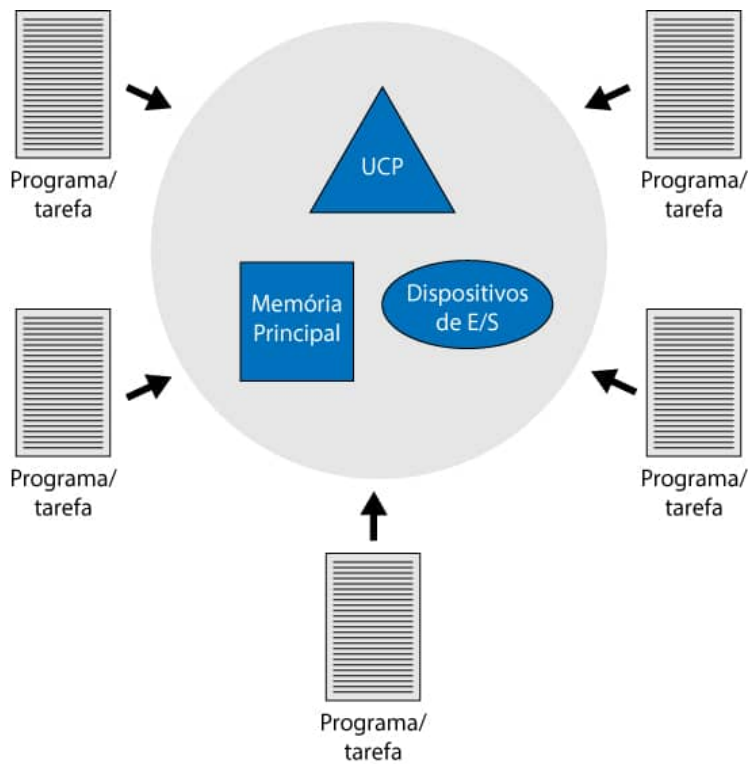 UCP
Programa/
tarefa
Programa/
tarefa
Memória
Principal
Dispositivos
de E/S
Programa/
tarefa
Programa/
tarefa
Programa/
tarefa